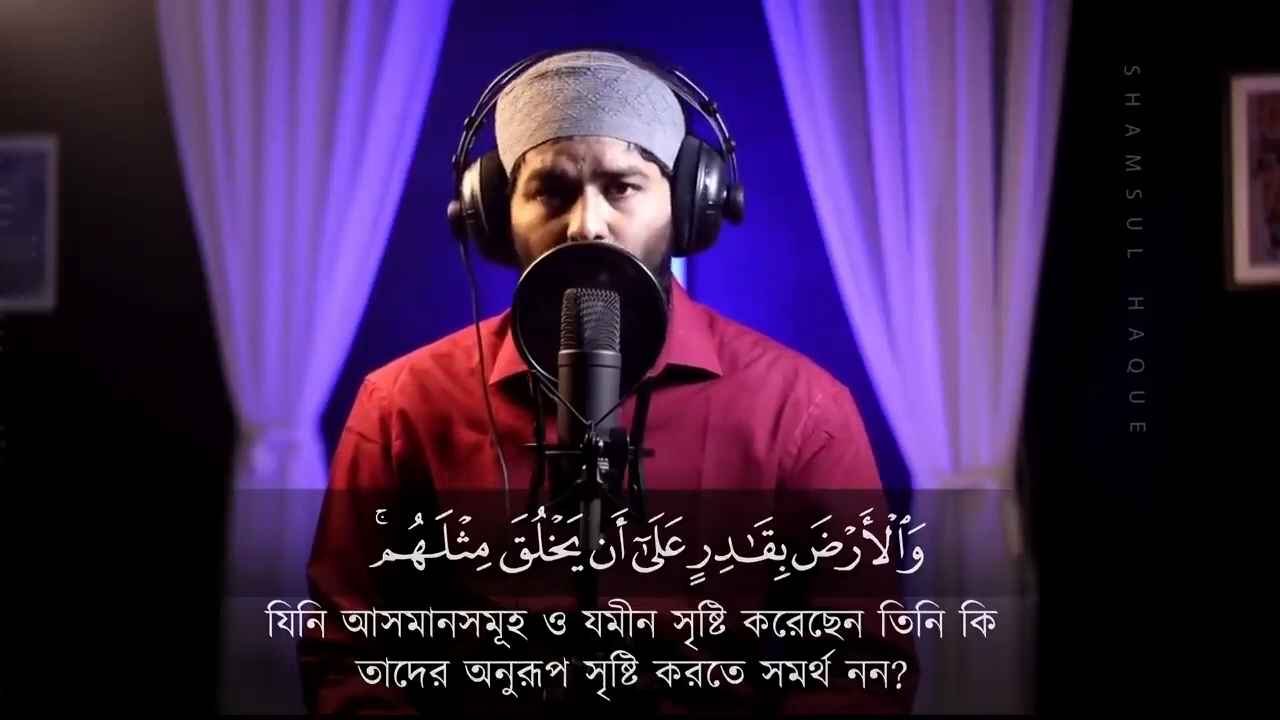 SHAMSUL HAQUE
وَٱلْأَرْضَ بِقَـٰدِرٍ عَلَىٰٓ أَن يَخْلُقَ مِثْلَهُم ۚ
যিনি আসমানসমূহ ও যমীন সৃষ্টি করেছেন তিনি কি
তাদের অনুরূপ সৃষ্টি করতে সমর্থ নন?